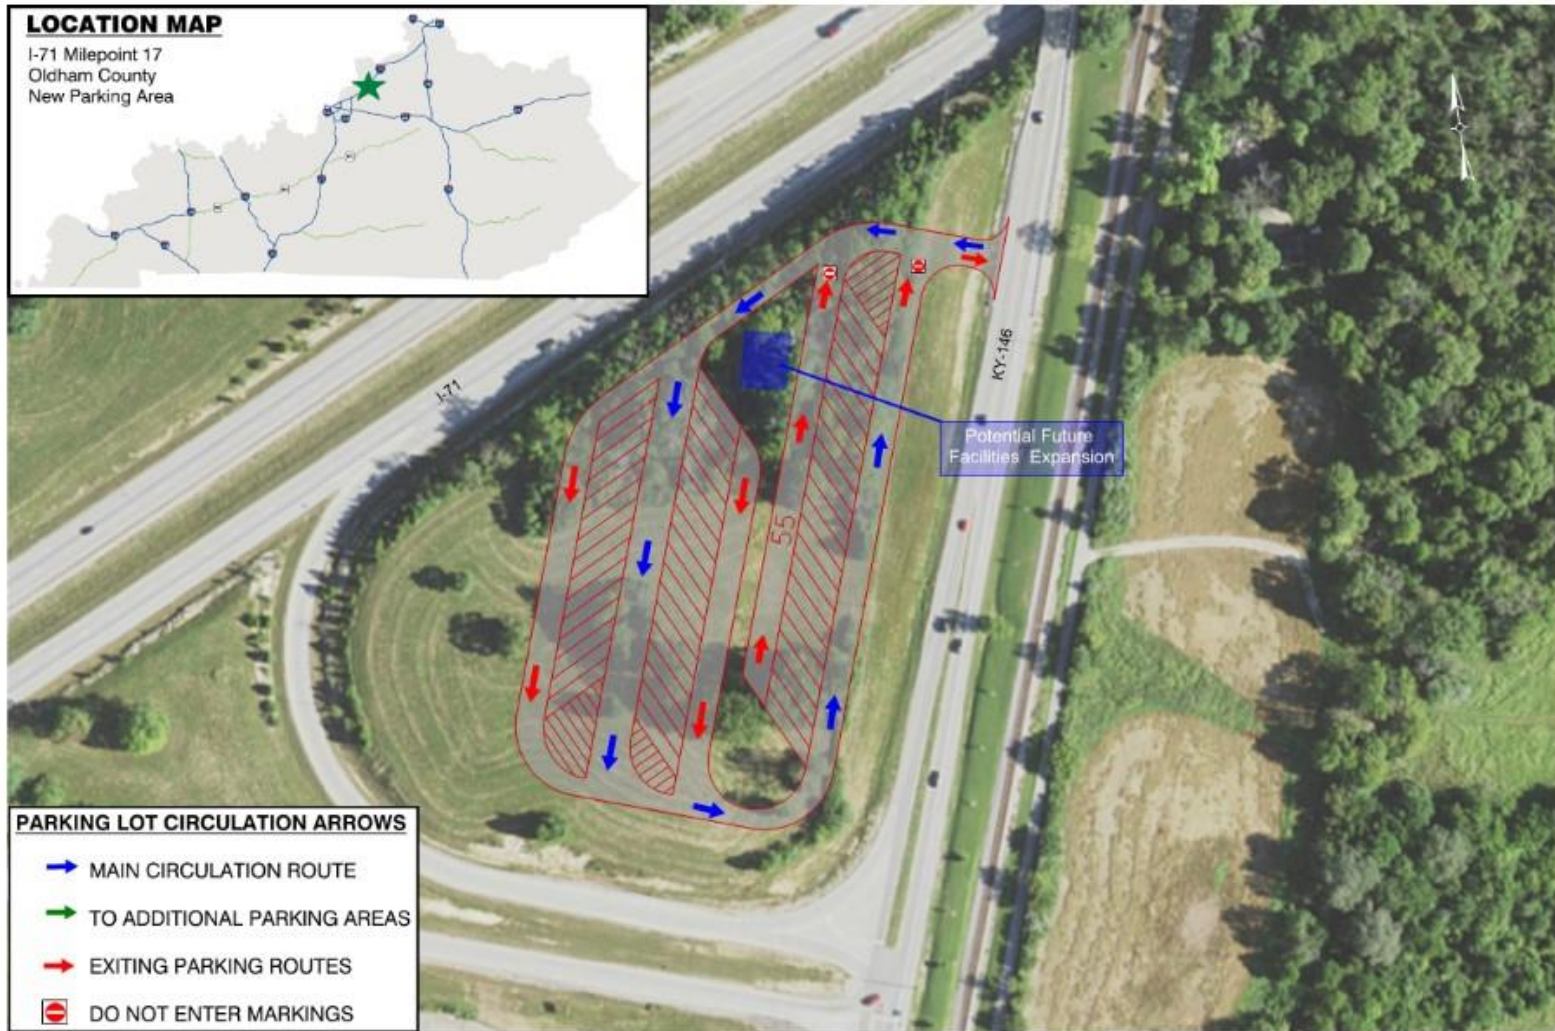 LOCATION MAP
I-71 Milepoint 17
Oldham County
New Parking Area
I-71
KY-146
Potential Future
Facilities Expansion
55
PARKING LOT CIRCULATION ARROWS
MAIN CIRCULATION ROUTE
TO ADDITIONAL PARKING AREAS
EXITING PARKING ROUTES
DO NOT ENTER MARKINGS